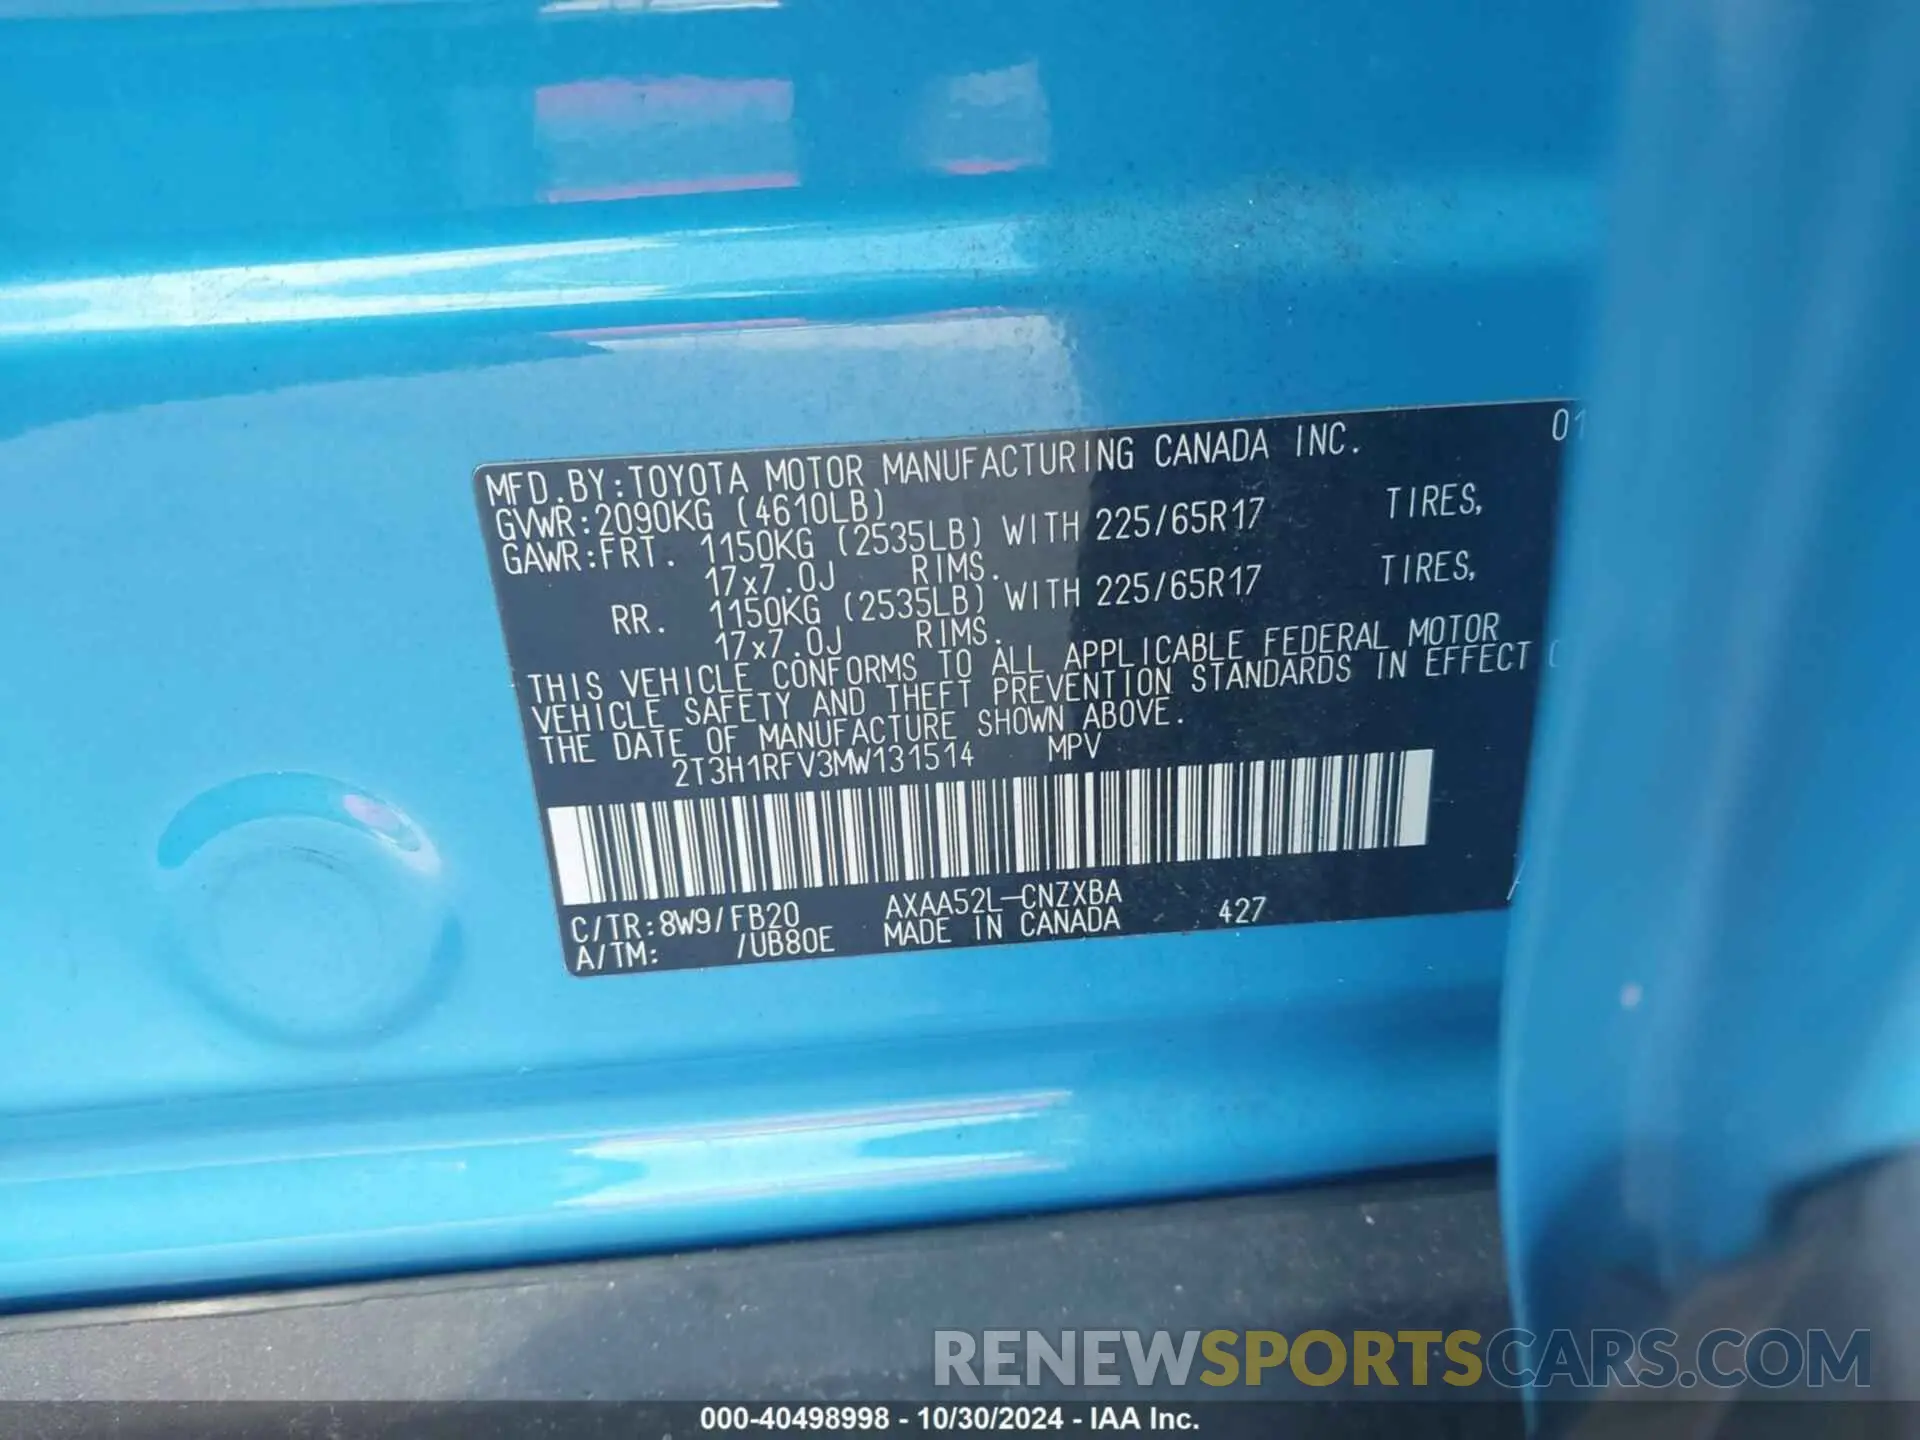 MFD.BY:TOYOTA MOTOR MANUFACTURING CANADA INC. 01
GVWR:2090KG (4610LB)
GAWR:FRT. 1150KG (2535LB) WITH 225/65R17 TIRES,
17x7.0J RIMS.
RR. 1150KG (2535LB) WITH 225/65R17 TIRES,
17x7.0J RIMS.
THIS VEHICLE CONFORMS TO ALL APPLICABLE FEDERAL MOTOR
VEHICLE SAFETY AND THEFT PREVENTION STANDARDS IN EFFECT
THE DATE OF MANUFACTURE SHOWN ABOVE.
2T3H1RFV3MW131514 MPV
C/TR:8W9/FB20 AXAA52L-CNZXBA
A/TM: /UB80E MADE IN CANADA 427
RENEWSPORTSCARS.COM
000-40498998 - 10/30/2024 - IAA Inc.